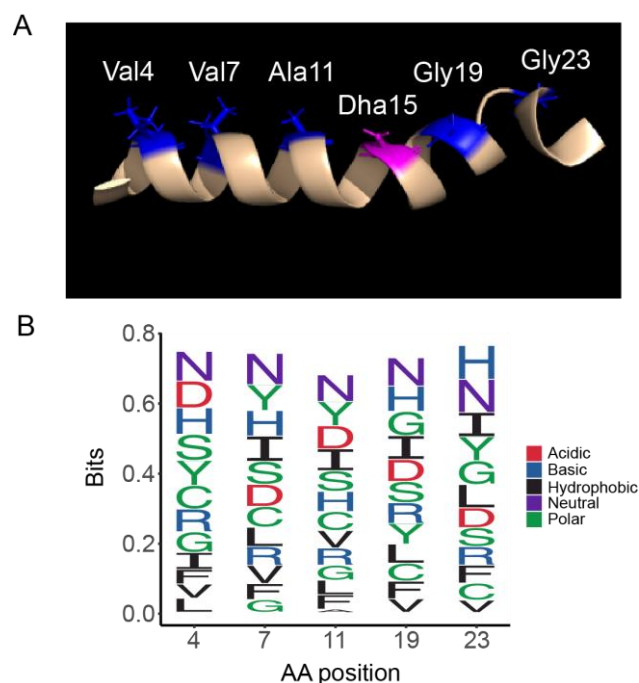 A
Val4 Val7 Ala11 Dha15 Gly19 Gly23
B
Bits
0.8
0.6
0.4
0.2
0.0
N D H S Y C R G I F V L
N Y H I S D C L R V F G
N Y D I S H C V R G L F A
N H G I D S R Y L C F V
H N I Y G L D S R F C V
4 7 11 19 23
AA position
Acidic
Basic
Hydrophobic
Neutral
Polar